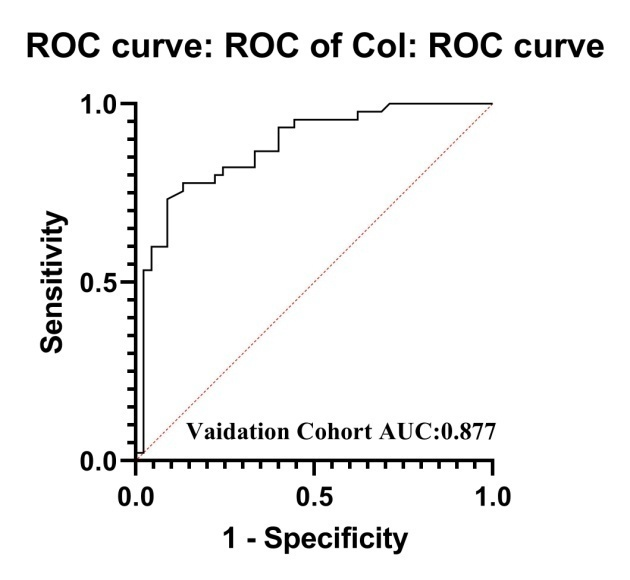 ROC curve: ROC of Col: ROC curve
1.0
0.5
0.0
Sensitivity
Vaidation Cohort AUC:0.877
0.0 0.5 1.0
1 - Specificity